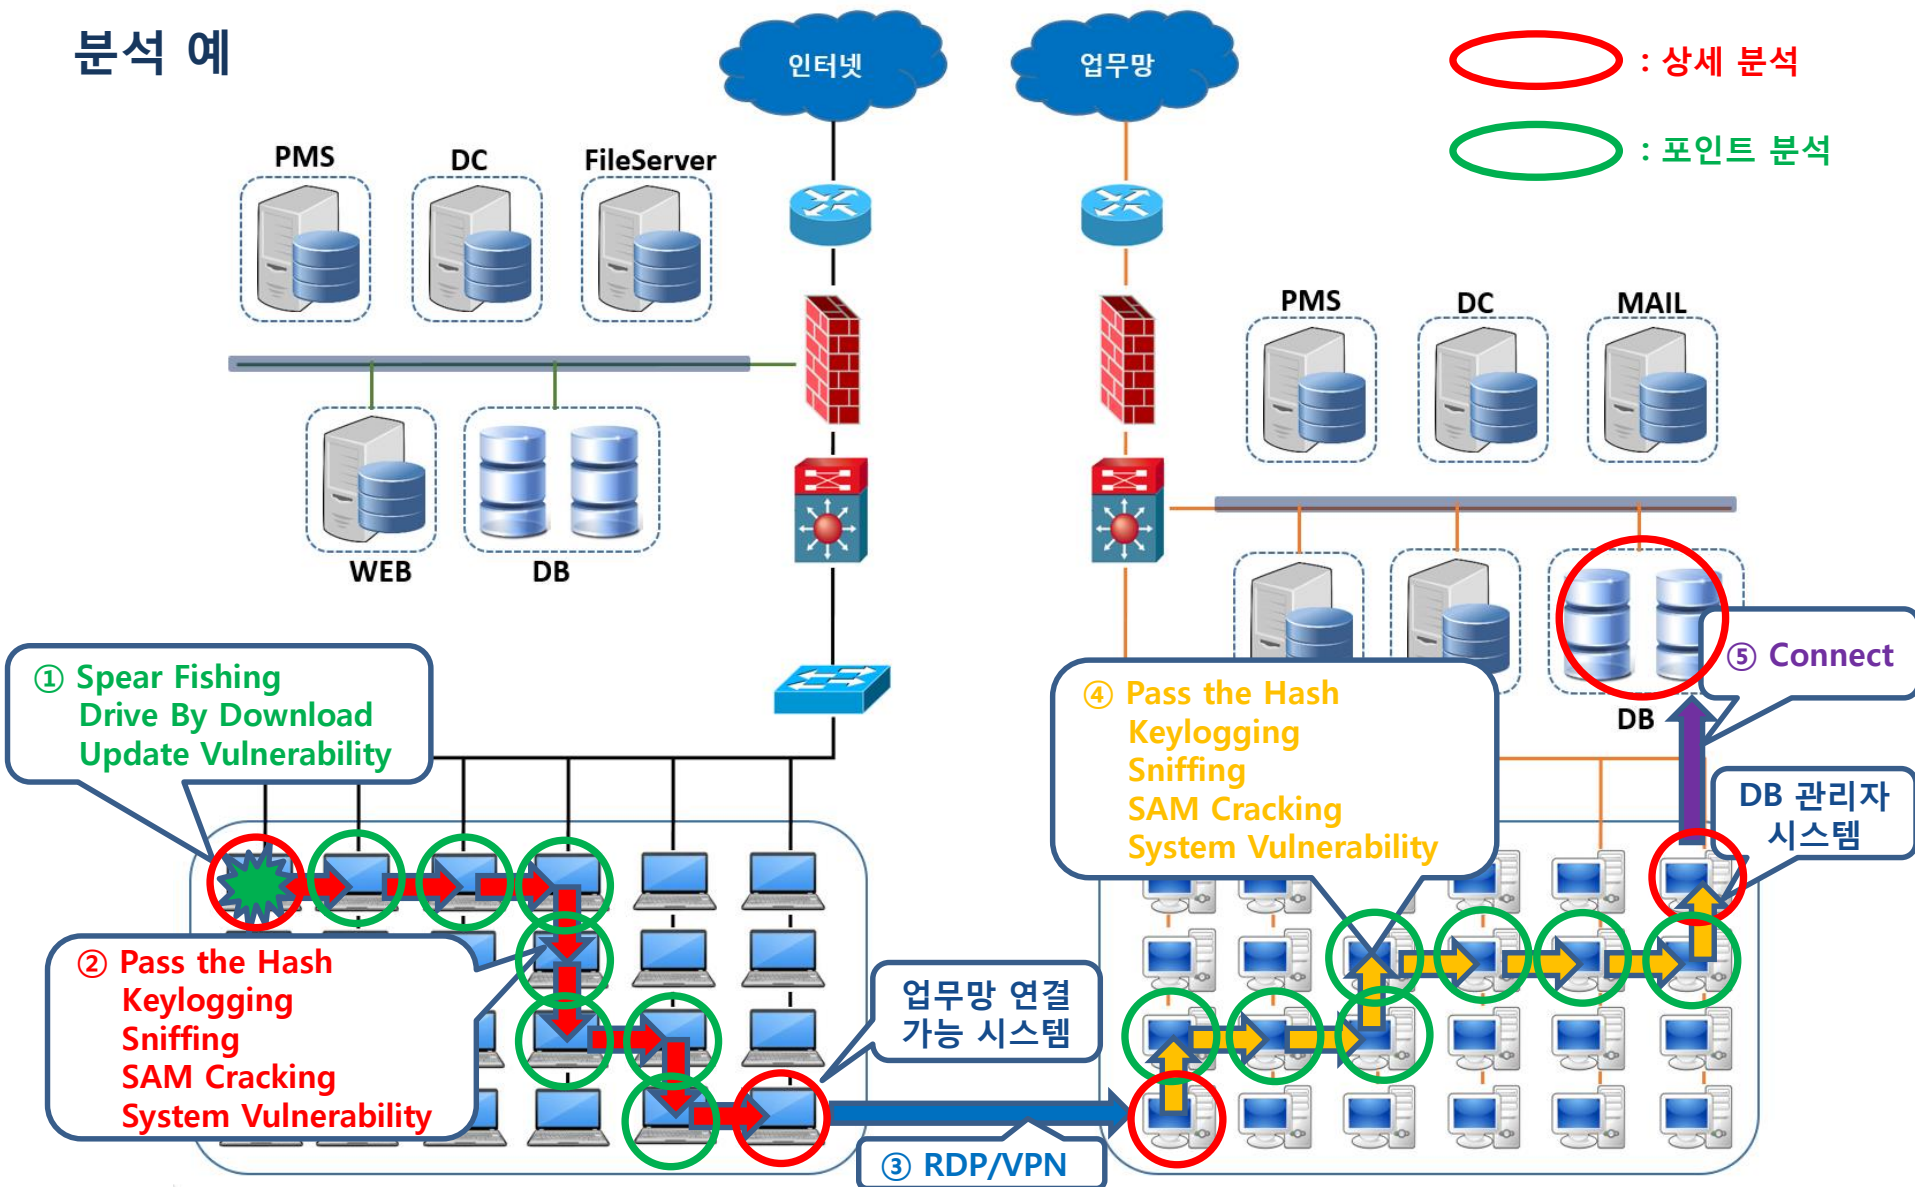 분석 예
인터넷
업무망
: 상세 분석
: 포인트 분석
PMS
DC
FileServer
WEB
DB
PMS
DC
MAIL
DB
① Spear Fishing
Drive By Download
Update Vulnerability
② Pass the Hash
Keylogging
Sniffing
SAM Cracking
System Vulnerability
업무망 연결
가능 시스템
③ RDP/VPN
④ Pass the Hash
Keylogging
Sniffing
SAM Cracking
System Vulnerability
⑤ Connect
DB 관리자
시스템